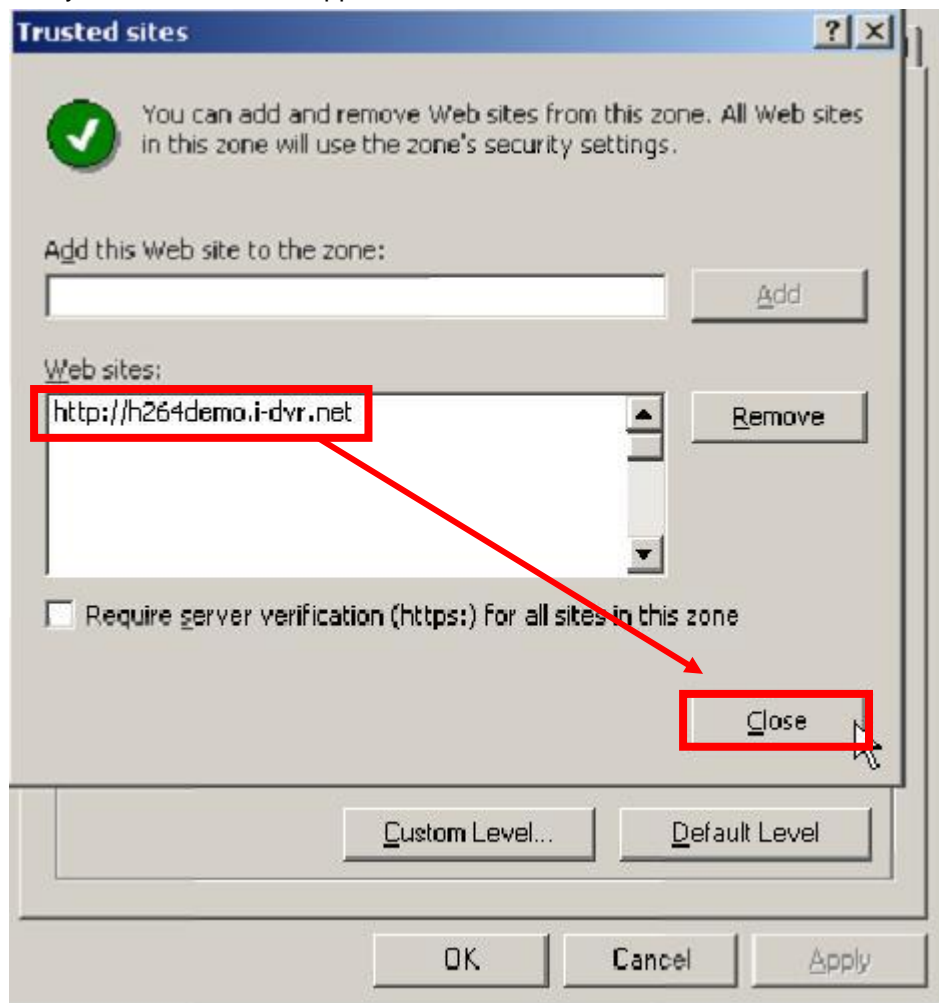 Trusted sites
You can add and remove Web sites from this zone. All Web sites
in this zone will use the zone's security settings.
Add this Web site to the zone:
Add
Web sites:
http://h264demo.i-dvr.net
Remove
Require server verification (https:) for all sites in this zone
Close
Custom Level...
Default Level
OK
Cancel
Apply